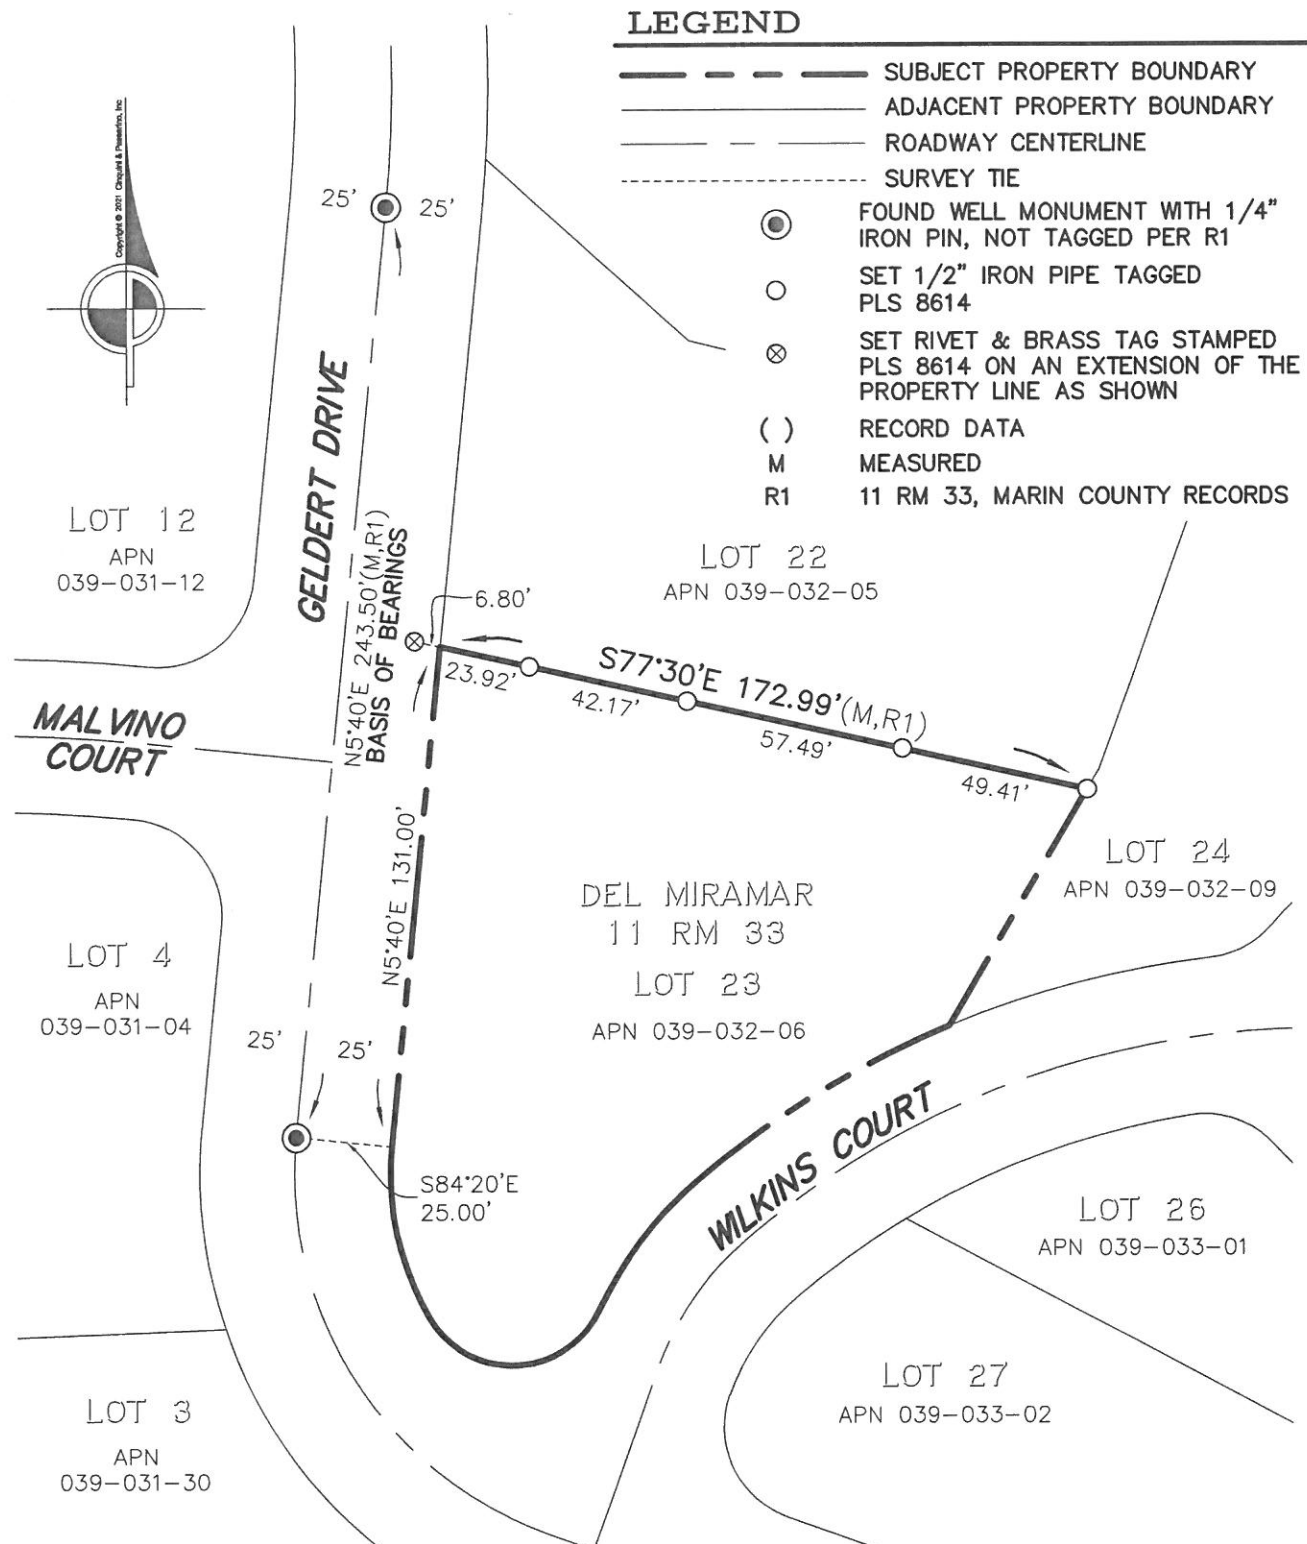 LEGEND
SUBJECT PROPERTY BOUNDARY
ADJACENT PROPERTY BOUNDARY
ROADWAY CENTERLINE
SURVEY TIE
FOUND WELL MONUMENT WITH 1/4"
IRON PIN, NOT TAGGED PER R1
SET 1/2" IRON PIPE TAGGED
PLS 8614
SET RIVET & BRASS TAG STAMPED
PLS 8614 ON AN EXTENSION OF THE
PROPERTY LINE AS SHOWN
( ) RECORD DATA
M MEASURED
R1 11 RM 33, MARIN COUNTY RECORDS
Copyright © 2021 Cinquini & Passarino, Inc
25' 25'
GELDERT DRIVE
N5°40'E 243.50'(M,R1)
BASIS OF BEARINGS
LOT 12
APN
039-031-12
LOT 22
APN 039-032-05
6.80'
S77°30'E 172.99'(M,R1)
23.92'
42.17'
57.49'
49.41'
MALVINO
COURT
N5°40'E 131.00'
LOT 24
APN 039-032-09
DEL MIRAMAR
11 RM 33
LOT 23
APN 039-032-06
LOT 4
APN
039-031-04
25' 25'
S84°20'E
25.00'
WILKINS COURT
LOT 26
APN 039-033-01
LOT 27
APN 039-033-02
LOT 3
APN
039-031-30